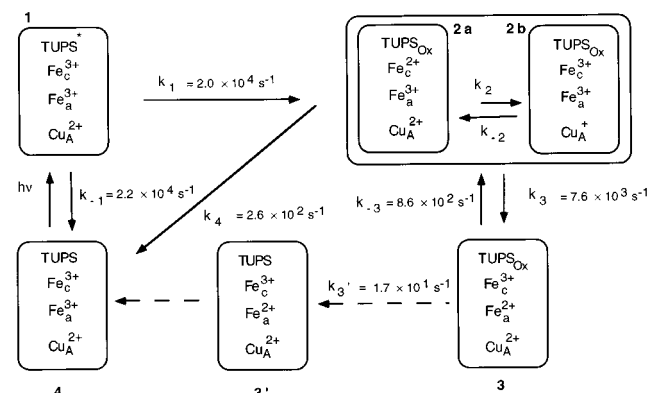 1
TUPS*
Fe_c^3+
Fe_a^3+
Cu_A^2+
k_1 = 2.0 × 10^4 s^-1
2a
TUPS_Ox
Fe_c^2+
Fe_a^3+
Cu_A^2+
k_2
k_-2
2b
TUPS_Ox
Fe_c^3+
Fe_a^3+
Cu_A^+
hν
k_-1 = 2.2 × 10^4 s^-1
k_4 = 2.6 × 10^2 s^-1
k_-3 = 8.6 × 10^2 s^-1
k_3 = 7.6 × 10^3 s^-1
TUPS
Fe_c^3+
Fe_a^3+
Cu_A^2+
4
TUPS
Fe_c^3+
Fe_a^2+
Cu_A^2+
3'
k_3' = 1.7 × 10^1 s^-1
TUPS_Ox
Fe_c^3+
Fe_a^2+
Cu_A^2+
3